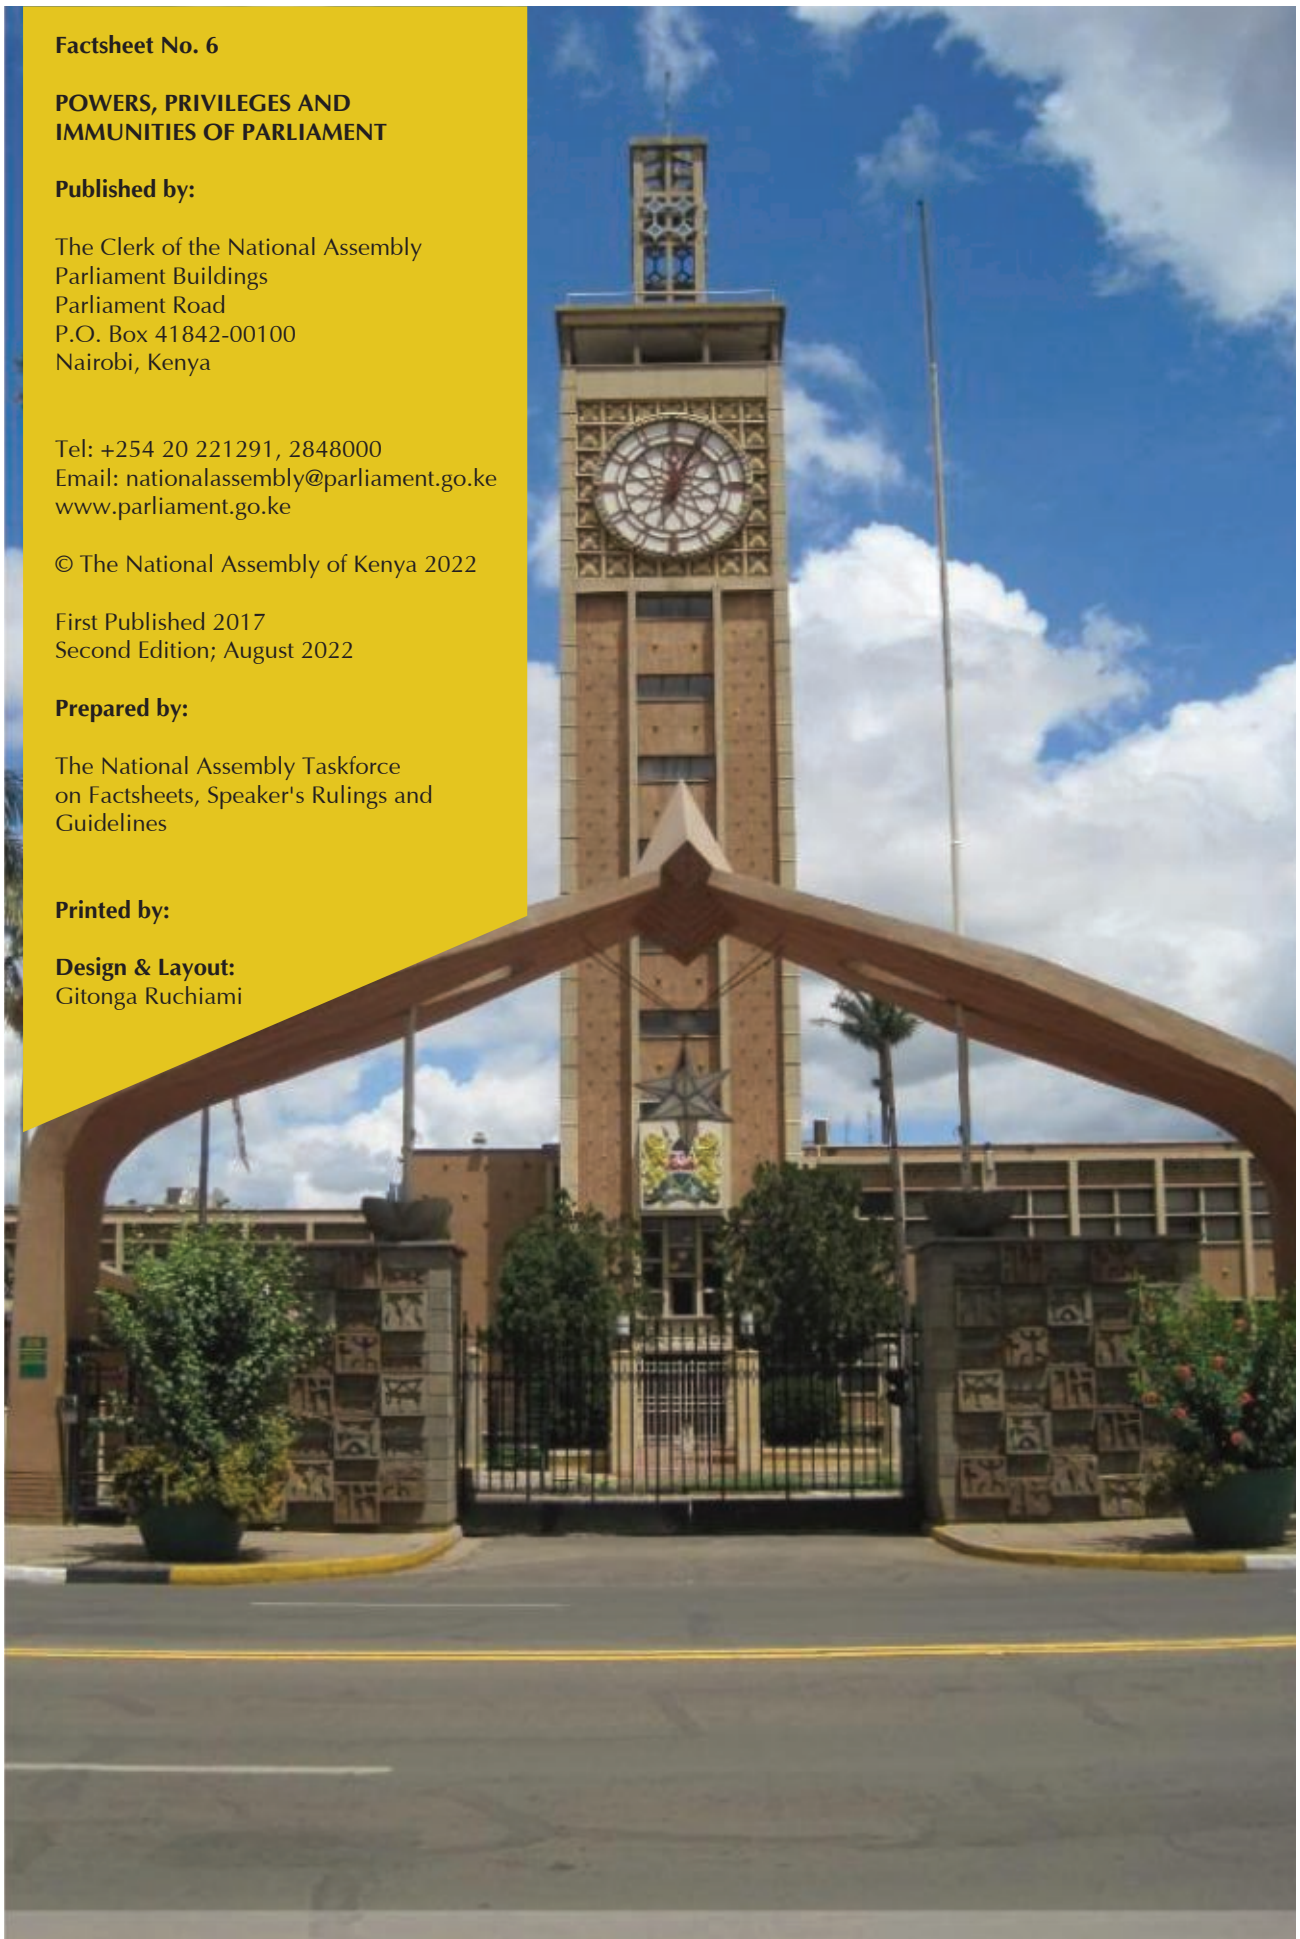 Factsheet No. 6
POWERS, PRIVILEGES AND
IMMUNITIES OF PARLIAMENT
Published by:
The Clerk of the National Assembly
Parliament Buildings
Parliament Road
P.O. Box 41842-00100
Nairobi, Kenya
Tel: +254 20 221291, 2848000
Email: nationalassembly@parliament.go.ke
www.parliament.go.ke
© The National Assembly of Kenya 2022
First Published 2017
Second Edition; August 2022
Prepared by:
The National Assembly Taskforce
on Factsheets, Speaker's Rulings and
Guidelines
Printed by:
Design & Layout:
Gitonga Ruchiami